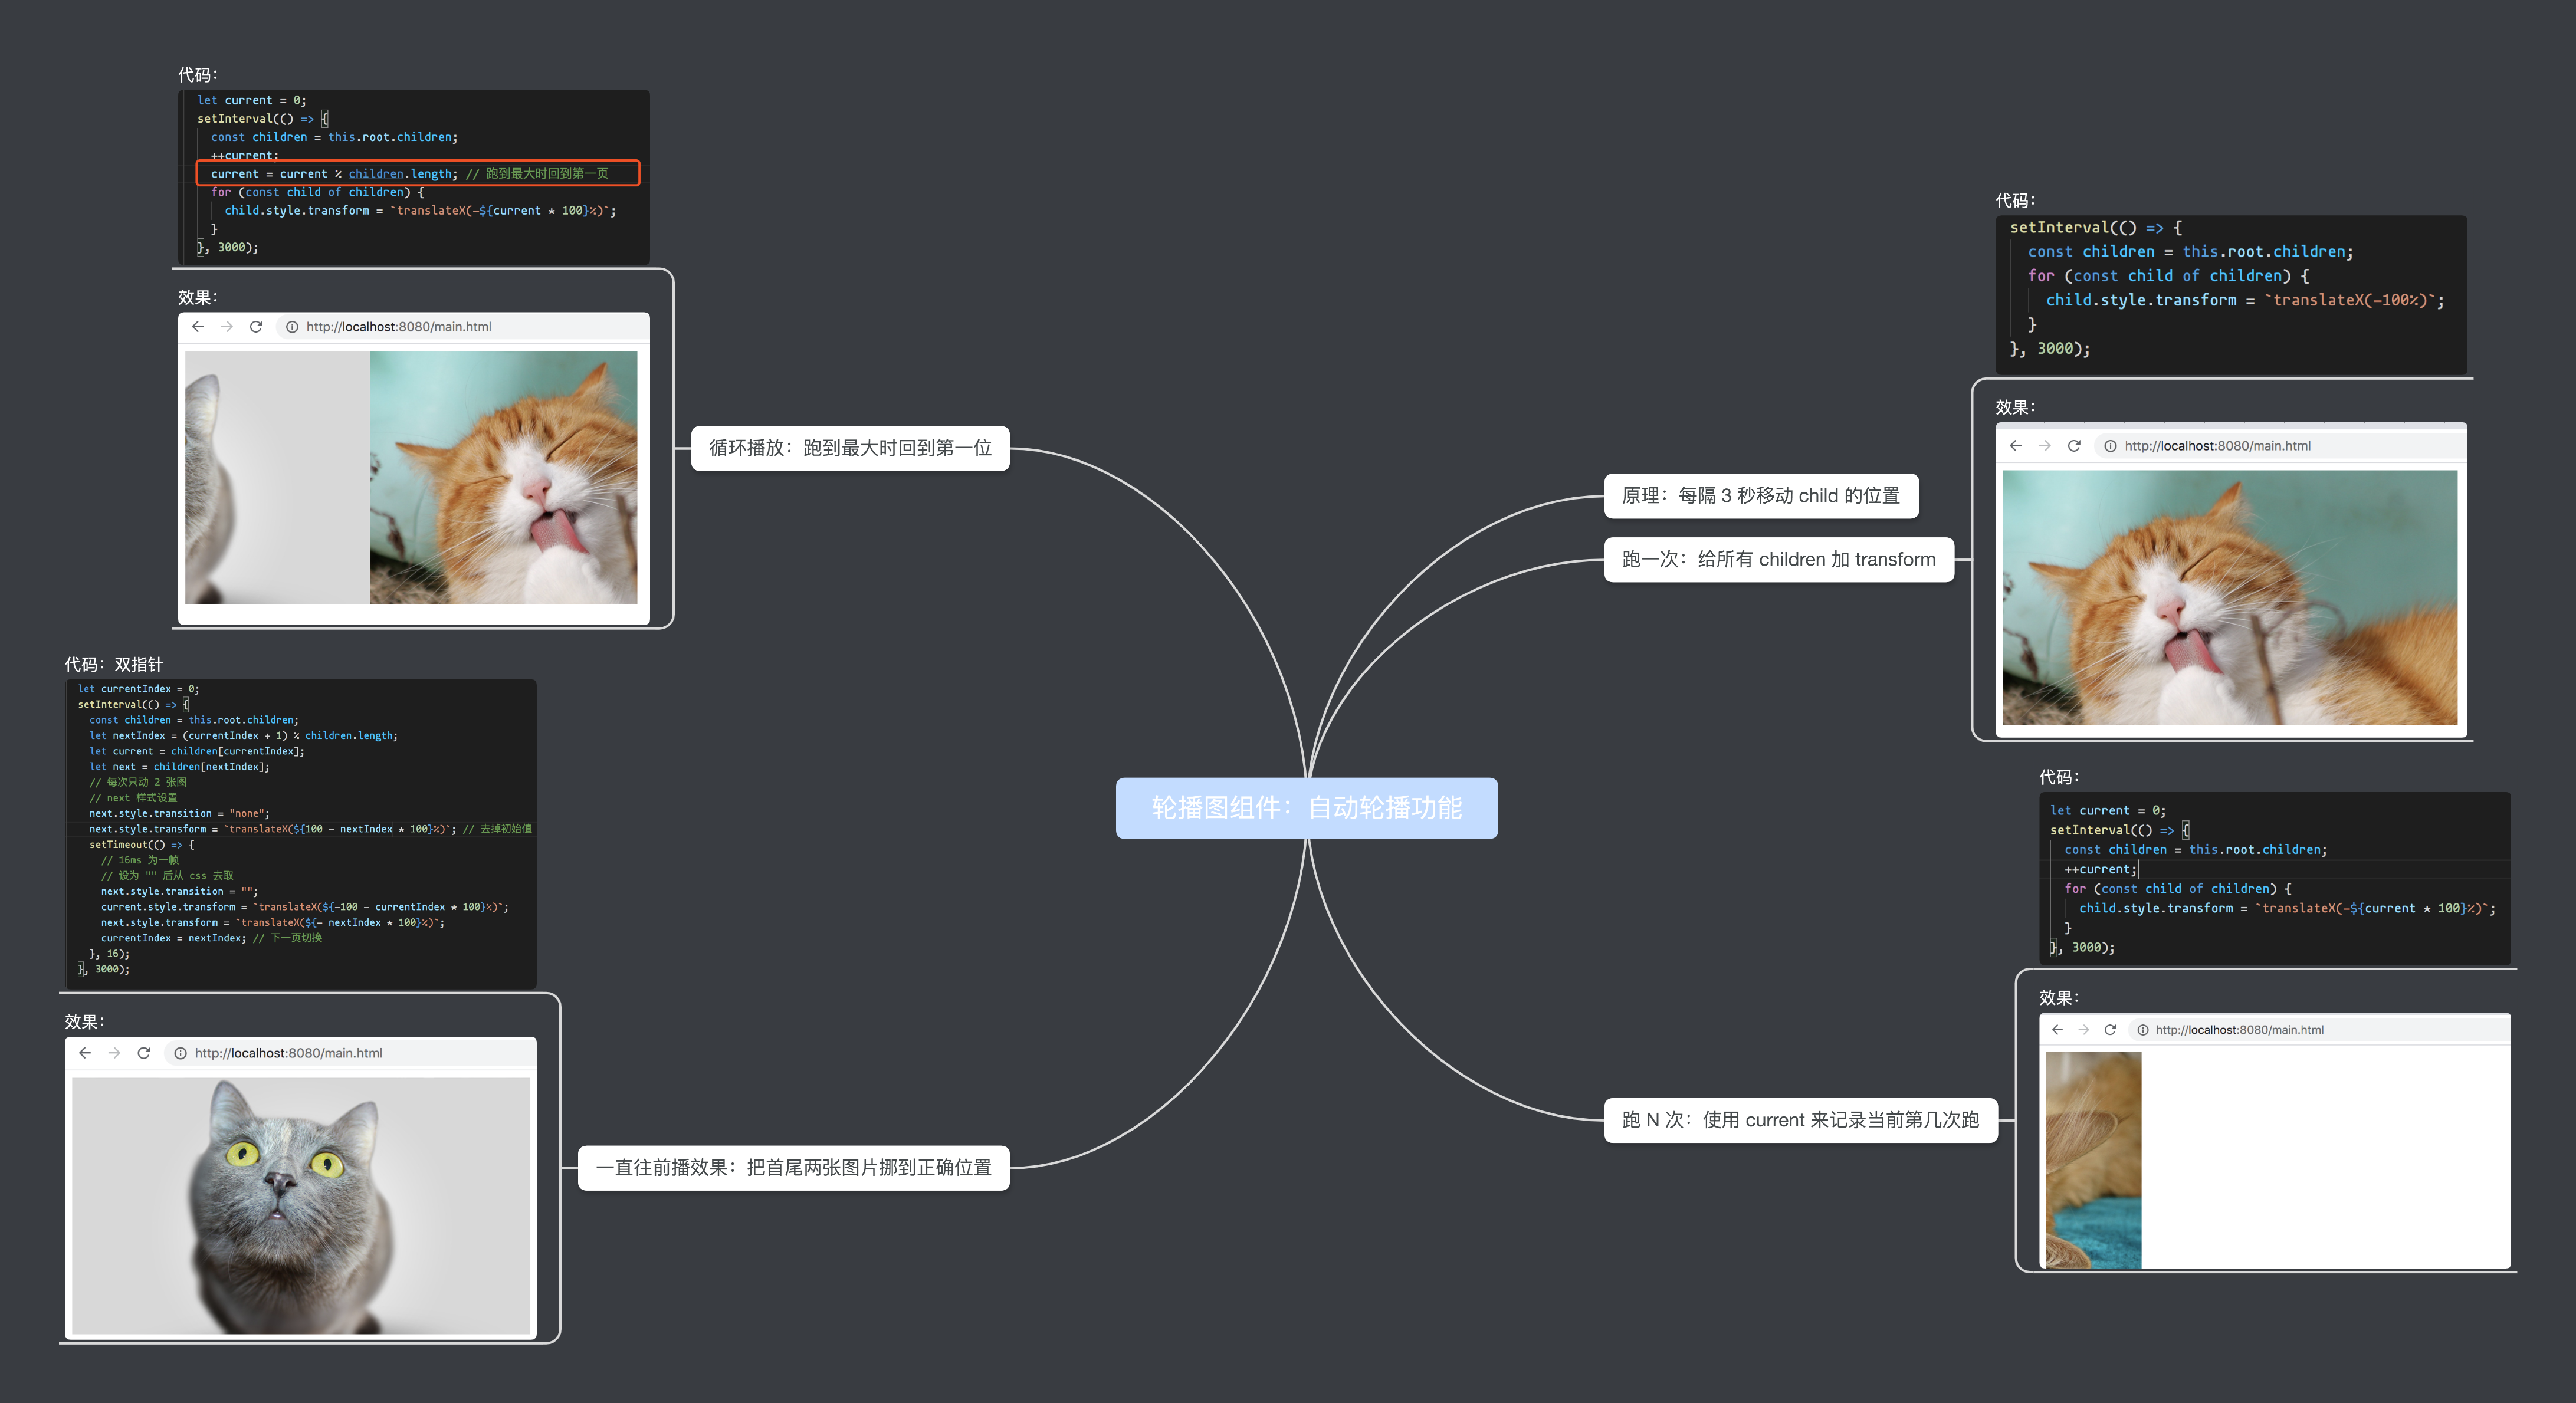 轮播图组件：自动轮播功能
原理：每隔 3 秒移动 child 的位置
跑一次：给所有 children 加 transform
代码：
setInterval(() => {
const children = this.root.children;
for (const child of children) {
child.style.transform = `translateX(-100%)`;
}
}, 3000);
效果：
http://localhost:8080/main.html
跑 N 次：使用 current 来记录当前第几次跑
代码：
let current = 0;
setInterval(() => {
const children = this.root.children;
++current;
for (const child of children) {
child.style.transform = `translateX(-${current * 100}%)`;
}
}, 3000);
效果：
http://localhost:8080/main.html
循环播放：跑到最大时回到第一位
代码：
let current = 0;
setInterval(() => {
const children = this.root.children;
++current;
current = current % children.length; // 跑到最大时回到第一页
for (const child of children) {
child.style.transform = `translateX(-${current * 100}%)`;
}
}, 3000);
效果：
http://localhost:8080/main.html
一直往前播效果：把首尾两张图片挪到正确位置
代码：双指针
let currentIndex = 0;
setInterval(() => {
const children = this.root.children;
let nextIndex = (currentIndex + 1) % children.length;
let current = children[currentIndex];
let next = children[nextIndex];
// 每次只动 2 张图
// next 样式设置
next.style.transition = "none";
next.style.transform = `translateX(${100 - nextIndex * 100}%)`; // 去掉初始值
setTimeout(() => {
// 16ms 为一帧
// 设为 "" 后从 css 去取
next.style.transition = "";
current.style.transform = `translateX(${-100 - currentIndex * 100}%)`;
next.style.transform = `translateX(${- nextIndex * 100}%)`;
currentIndex = nextIndex; // 下一页切换
}, 16);
}, 3000);
效果：
http://localhost:8080/main.html